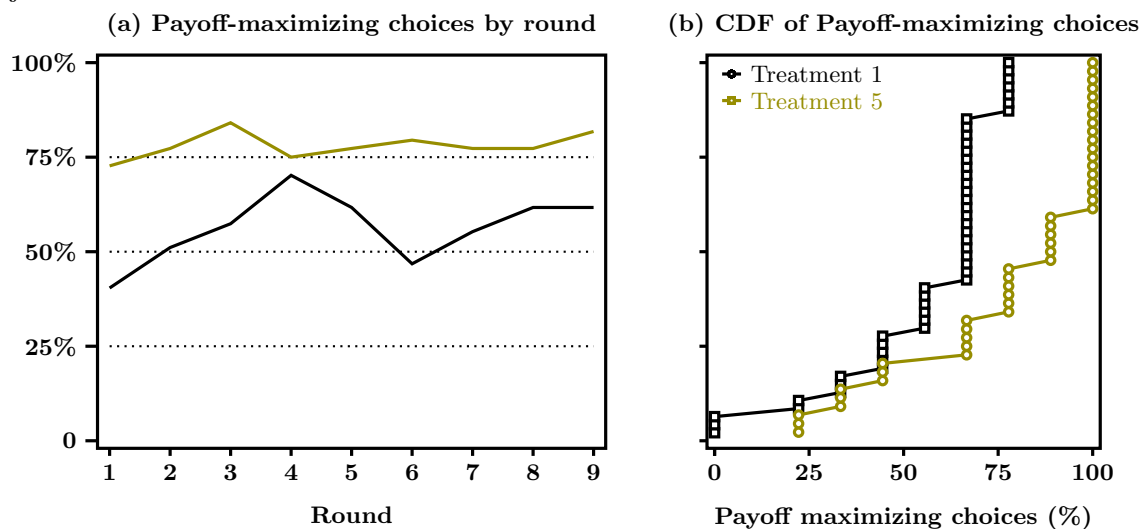 (a) Payoff-maximizing choices by round
100%
75%
50%
25%
0
1 2 3 4 5 6 7 8 9
Round
(b) CDF of Payoff-maximizing choices
Treatment 1
Treatment 5
0 25 50 75 100
Payoff maximizing choices (%)